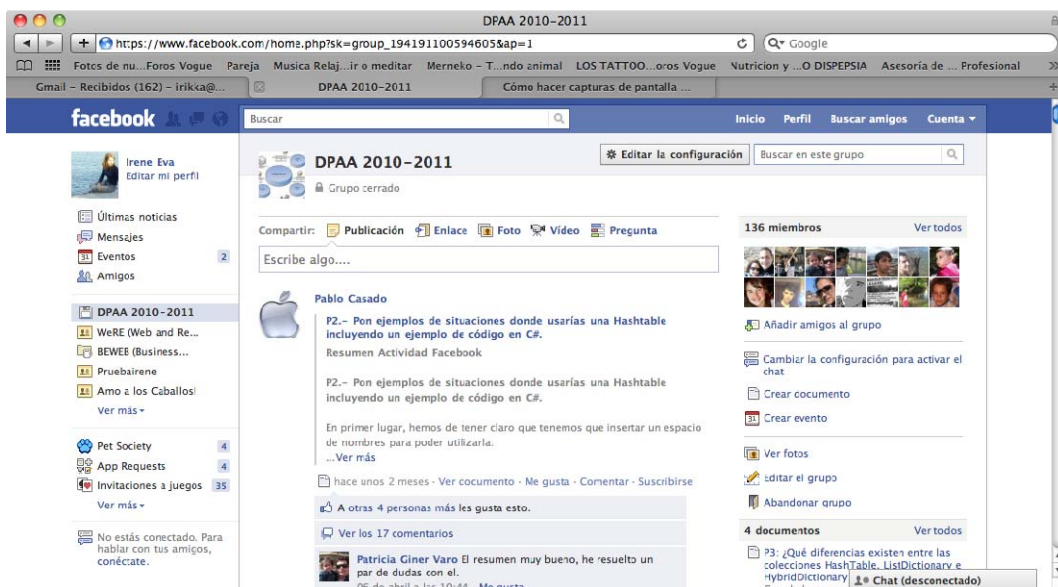 DPAA 2010-2011
https://www.facebook.com/home.php?sk=group_194191100594605&ap=1
Google
Fotos de nu...Foros Vogue Pareja Musica Relaj...ir o meditar Merneko - T...ndo animal LOS TATTOO...oros Vogue Nutricion y ...O DISPEPSIA Asesoría de ... Profesional
Gmail - Recibidos (162) - irikka@... DPAA 2010-2011 Cómo hacer capturas de pantalla ...
facebook Buscar Inicio Perfil Buscar amigos Cuenta
Irene Eva
Editar mi perfil
Últimas noticias
Mensajes
Eventos 2
Amigos
DPAA 2010-2011
WeRE (Web and Re...
BEWEB (Business...
Pruebairene
Amo a los Caballos!
Ver más
Pet Society 4
App Requests 4
Invitaciones a juegos 35
Ver más
No estás conectado. Para
hablar con tus amigos,
conéctate.
DPAA 2010-2011
Grupo cerrado
Editar la configuración
Buscar en este grupo
Compartir: Publicación Enlace Foto Vídeo Pregunta
Escribe algo....
Pablo Casado
P2.- Pon ejemplos de situaciones donde usarías una Hashtable
incluyendo un ejemplo de código en C#.
Resumen Actividad Facebook
P2.- Pon ejemplos de situaciones donde usarías una Hashtable
incluyendo un ejemplo de código en C#.
En primer lugar, hemos de tener claro que tenemos que insertar un espacio
de nombres para poder utilizarla.
...Ver más
hace unos 2 meses · Ver documento · Me gusta · Comentar · Suscribirse
A otras 4 personas más les gusta esto.
Ver los 17 comentarios
Patricia Giner Varo El resumen muy bueno, he resuelto un
par de dudas con el.
06 de abril a las 10:44 · Me gusta
136 miembros Ver todos
Añadir amigos al grupo
Cambiar la configuración para activar el
chat
Crear documento
Crear evento
Ver fotos
Editar el grupo
Abandonar grupo
4 documentos Ver todos
P3: ¿Qué diferencias existen entre las
colecciones HashTable, ListDictionary e
HybridDictionary
Chat (desconectado)